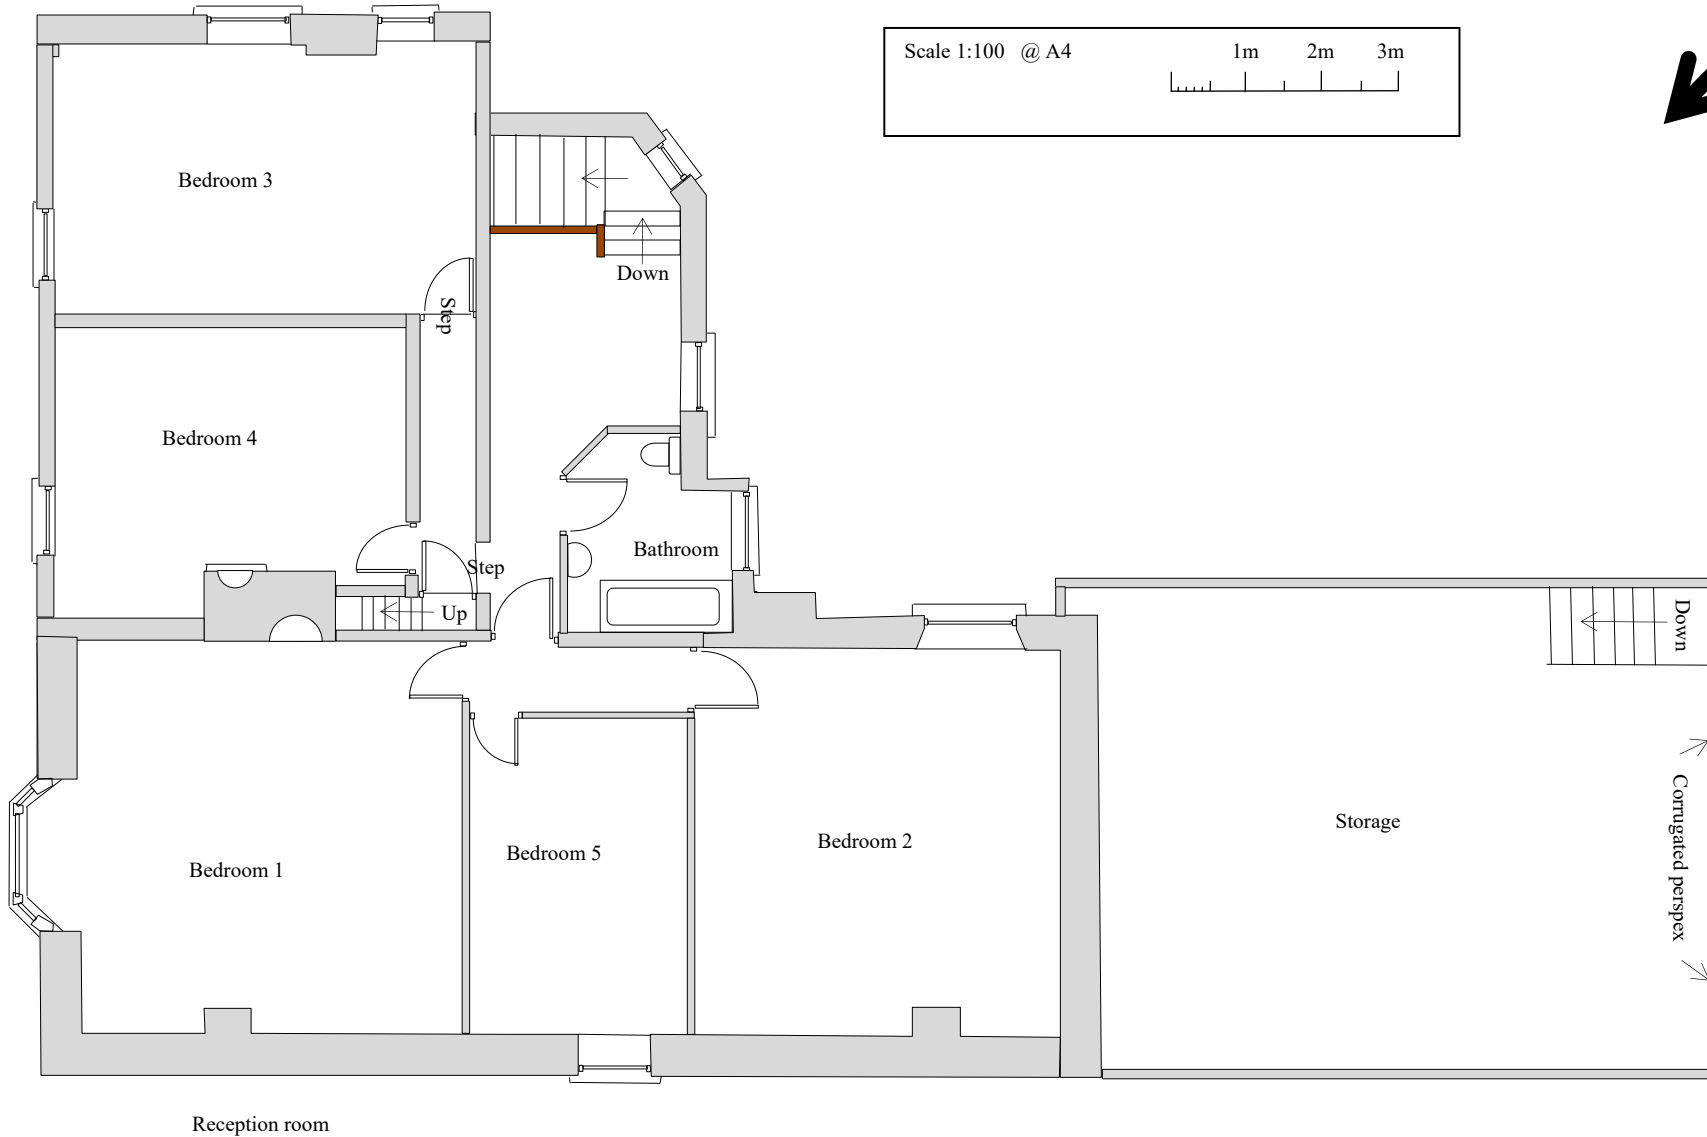 Scale 1:100 @ A4
1m 2m 3m
Bedroom 3
Down
Step
Bedroom 4
Bathroom
Step
Up
Down
Storage
Corrugated perspex
Bedroom 2
Bedroom 5
Bedroom 1
Reception room